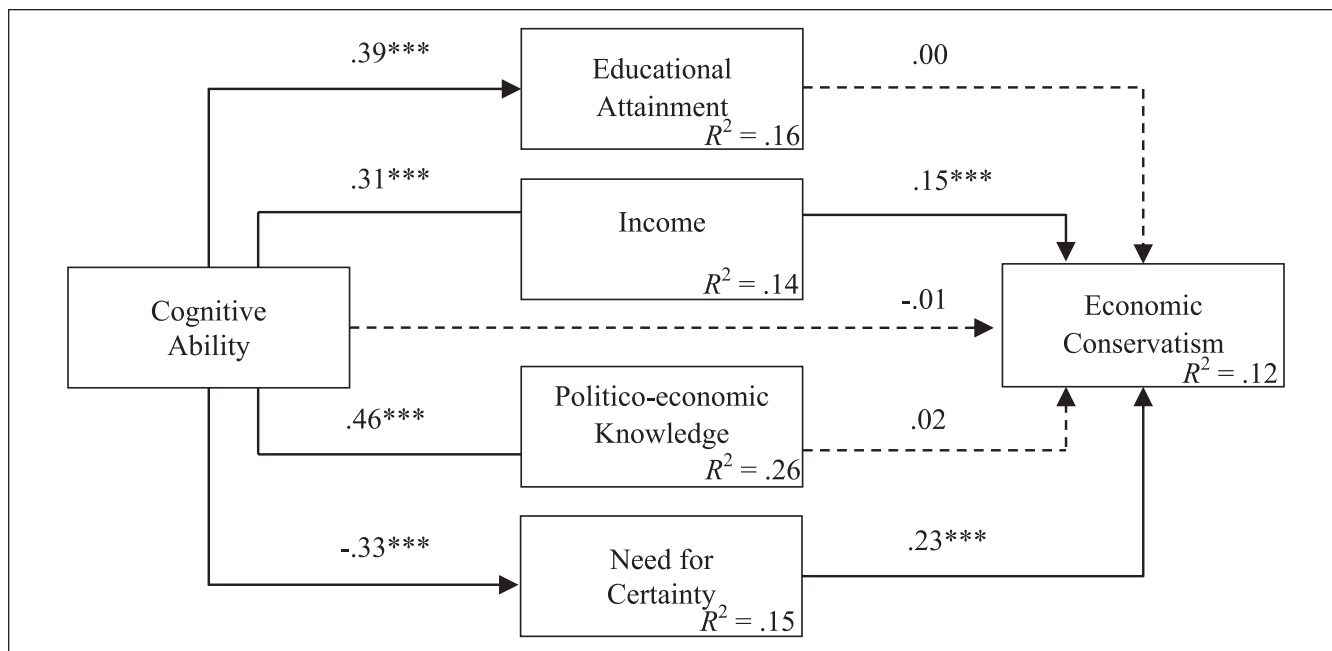 .39***
Educational
Attainment
R² = .16
.00
.31***
Income
R² = .14
.15***
Cognitive
Ability
-.01
Economic
Conservatism
R² = .12
.46***
Politico-economic
Knowledge
R² = .26
.02
-.33***
Need for
Certainty
R² = .15
.23***